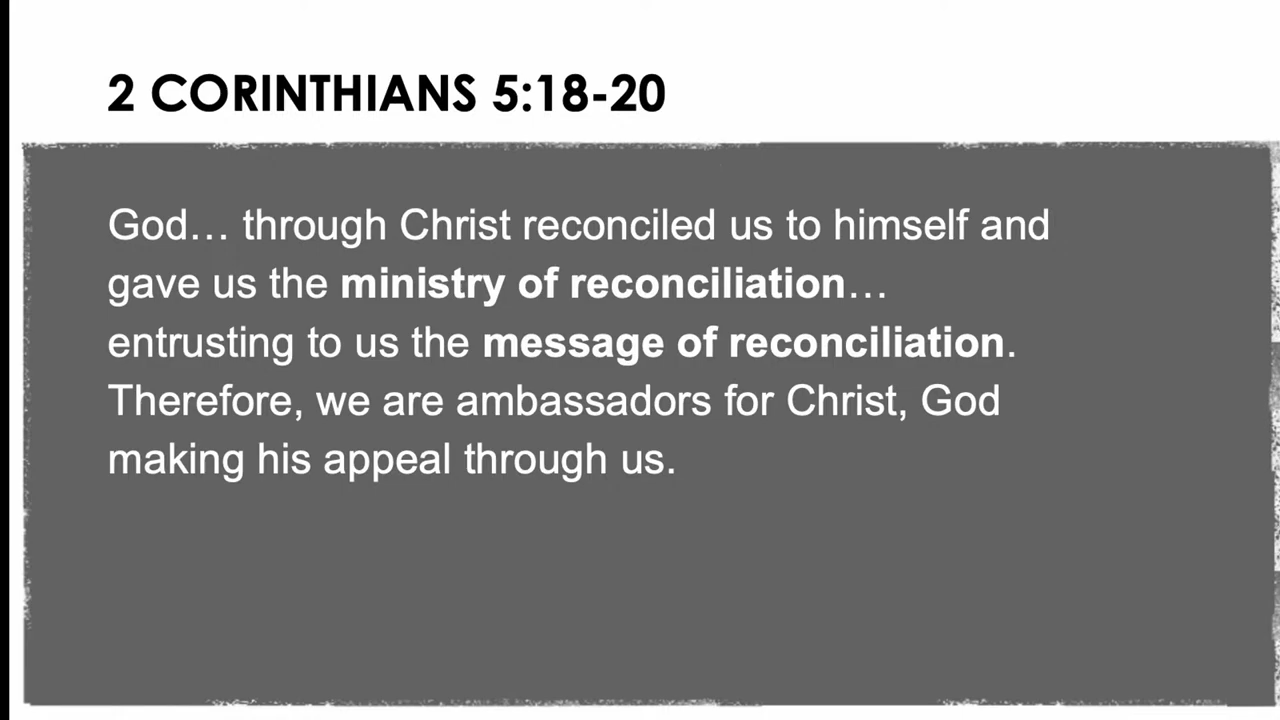 2 CORINTHIANS 5:18-20
God… through Christ reconciled us to himself and
gave us the ministry of reconciliation…
entrusting to us the message of reconciliation.
Therefore, we are ambassadors for Christ, God
making his appeal through us.